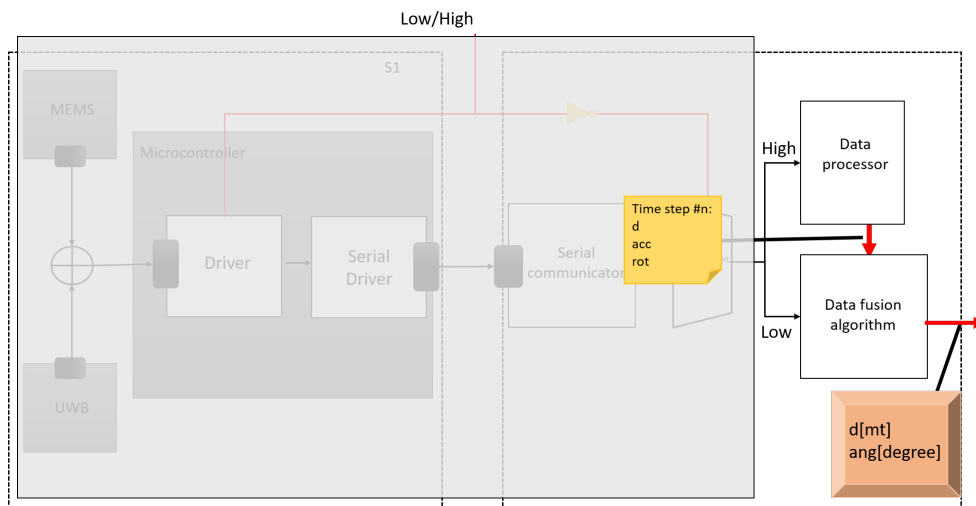 Low/High
S1
MEMS
Microcontroller
High
Data
processor
Time step #n:
d
acc
rot
Driver
Serial
Driver
Serial
communicator
Data fusion
algorithm
Low
UWB
d[mt]
ang[degree]